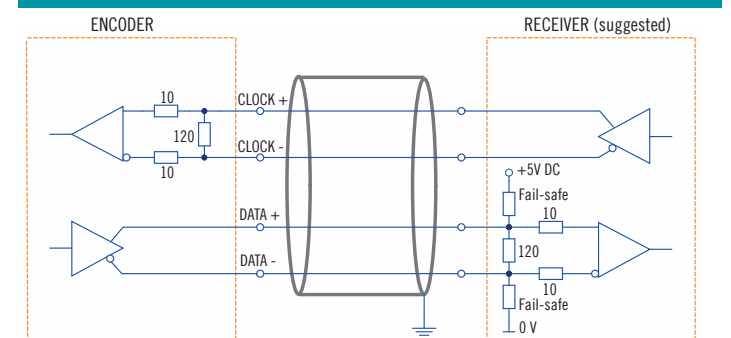 ENCODER
RECEIVER (suggested)
10
CLOCK +
120
CLOCK -
10
+5V DC
Fail-safe
DATA +
10
120
DATA -
10
Fail-safe
0 V